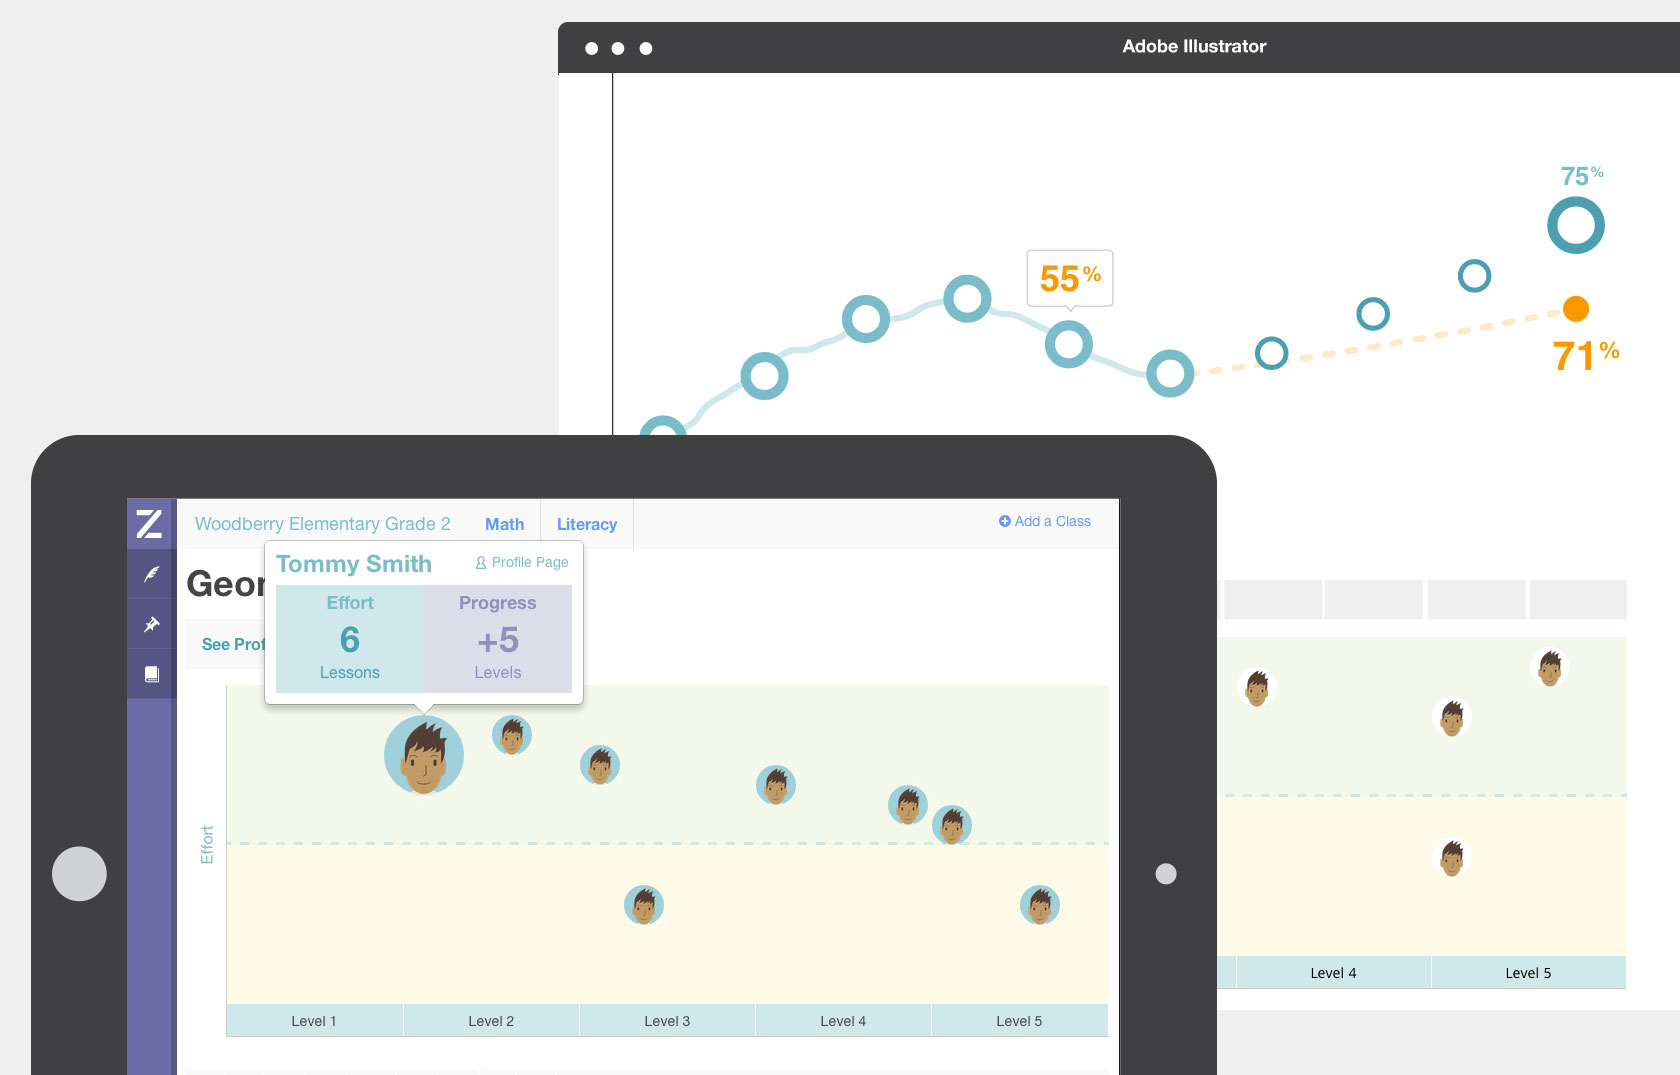 Adobe Illustrator
75%
55%
71%
Woodberry Elementary Grade 2
Math
Literacy
Add a Class
Tommy Smith
Profile Page
Effort
Progress
6
+5
Lessons
Levels
Geor
See Prof
Effort
Level 1
Level 2
Level 3
Level 4
Level 5
Level 4
Level 5